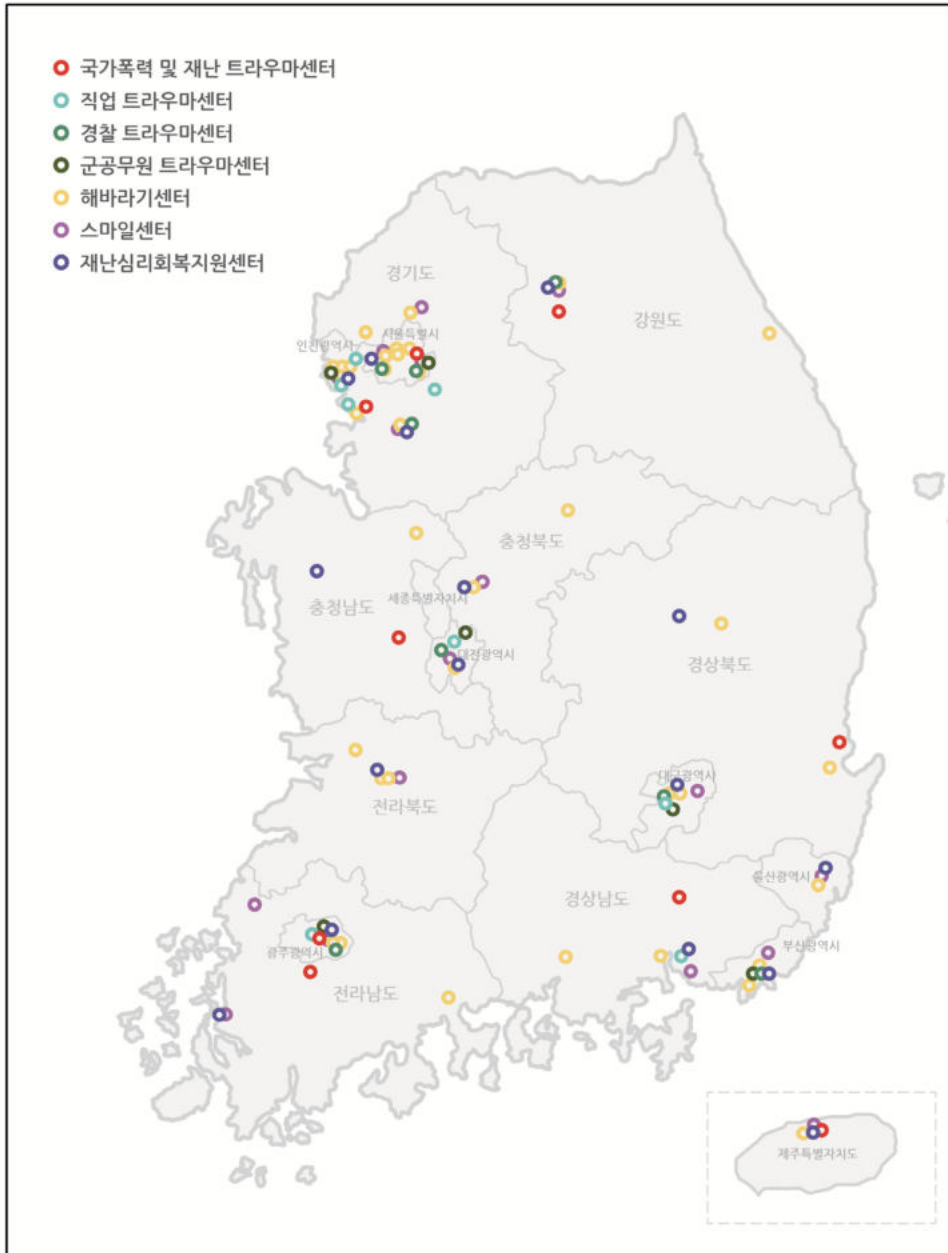 국가폭력 및 재난 트라우마센터
직업 트라우마센터
경찰 트라우마센터
군공무원 트라우마센터
해바라기센터
스마일센터
재난심리회복지원센터
경기도
강원도
서울특별시
인천광역시
충청북도
세종특별자치시
충청남도
대전광역시
경상북도
대구광역시
전라북도
울산광역시
경상남도
부산광역시
광주광역시
전라남도
제주특별자치도